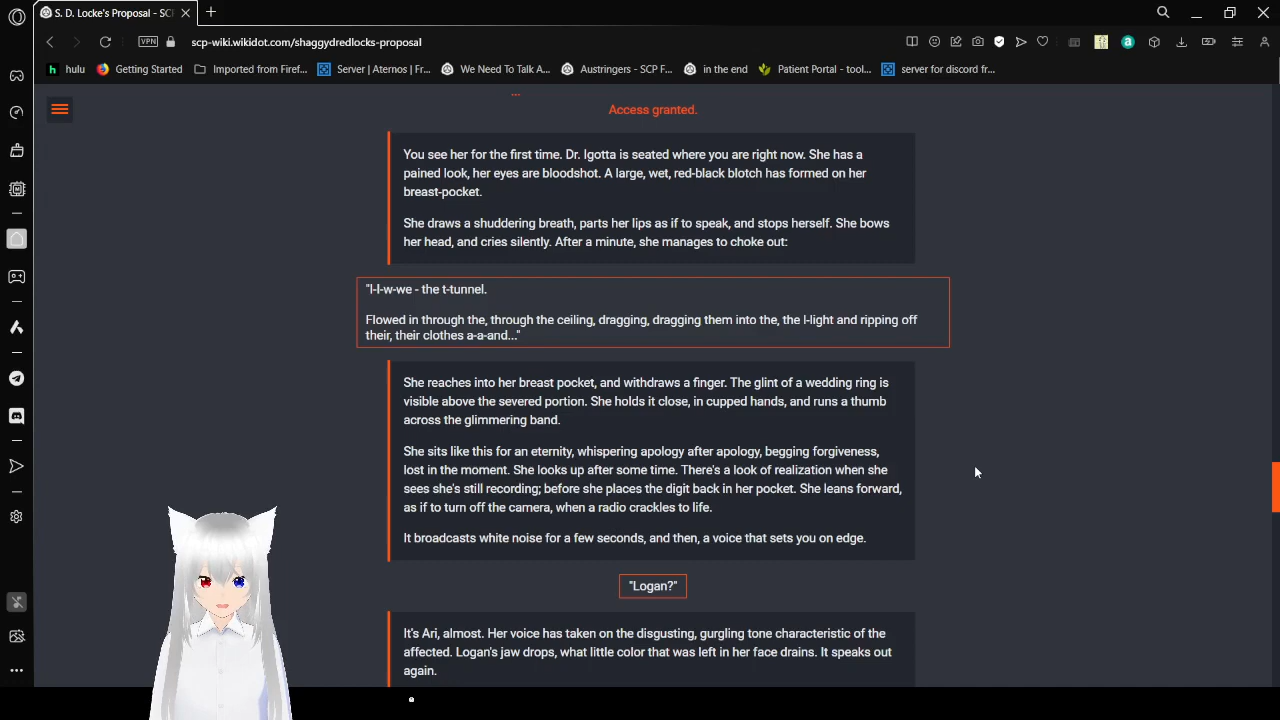 S. D. Locke's Proposal - SC
scp-wiki.wikidot.com/shaggydredlocks-proposal
VPN
hulu
Getting Started
Imported from Firef...
Server | Aternos | Fr...
We Need To Talk A...
Austringers - SCP F...
in the end
Patient Portal - tool...
server for discord fr...
...
Access granted.
You see her for the first time. Dr. Igotta is seated where you are right now. She has a
pained look, her eyes are bloodshot. A large, wet, red-black blotch has formed on her
breast-pocket.
She draws a shuddering breath, parts her lips as if to speak, and stops herself. She bows
her head, and cries silently. After a minute, she manages to choke out:
"I-I-w-we - the t-tunnel.
Flowed in through the, through the ceiling, dragging, dragging them into the, the l-light and ripping off
their, their clothes a-a-and..."
She reaches into her breast pocket, and withdraws a finger. The glint of a wedding ring is
visible above the severed portion. She holds it close, in cupped hands, and runs a thumb
across the glimmering band.
She sits like this for an eternity, whispering apology after apology, begging forgiveness,
lost in the moment. She looks up after some time. There's a look of realization when she
sees she's still recording; before she places the digit back in her pocket. She leans forward,
as if to turn off the camera, when a radio crackles to life.
It broadcasts white noise for a few seconds, and then, a voice that sets you on edge.
"Logan?"
It's Ari, almost. Her voice has taken on the disgusting, gurgling tone characteristic of the
affected. Logan's jaw drops, what little color that was left in her face drains. It speaks out
again.